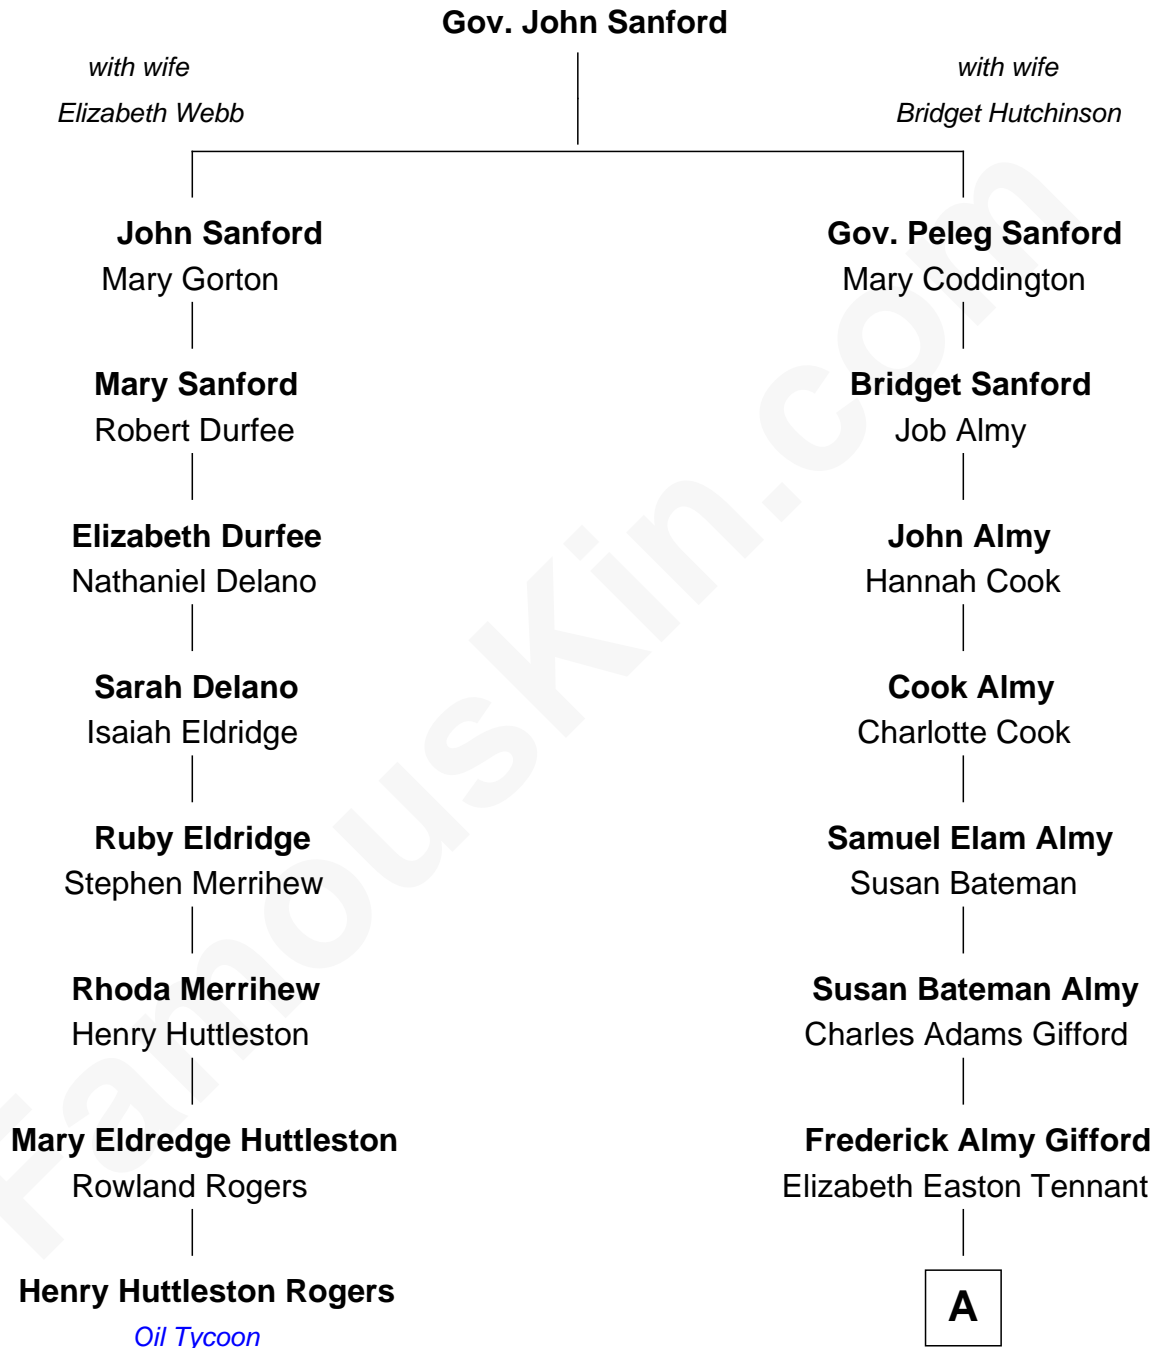 Gov. John Sanford
with wife
Elizabeth Webb
with wife
Bridget Hutchinson
John Sanford
Mary Gorton
Gov. Peleg Sanford
Mary Coddington
Mary Sanford
Robert Durfee
Bridget Sanford
Job Almy
Elizabeth Durfee
Nathaniel Delano
John Almy
Hannah Cook
Sarah Delano
Isaiah Eldridge
Cook Almy
Charlotte Cook
Ruby Eldridge
Stephen Merrihew
Samuel Elam Almy
Susan Bateman
Rhoda Merrihew
Henry Huttleston
Susan Bateman Almy
Charles Adams Gifford
Mary Eldredge Huttleston
Rowland Rogers
Frederick Almy Gifford
Elizabeth Easton Tennant
Henry Huttleston Rogers
Oil Tycoon
A
FamousKin.com